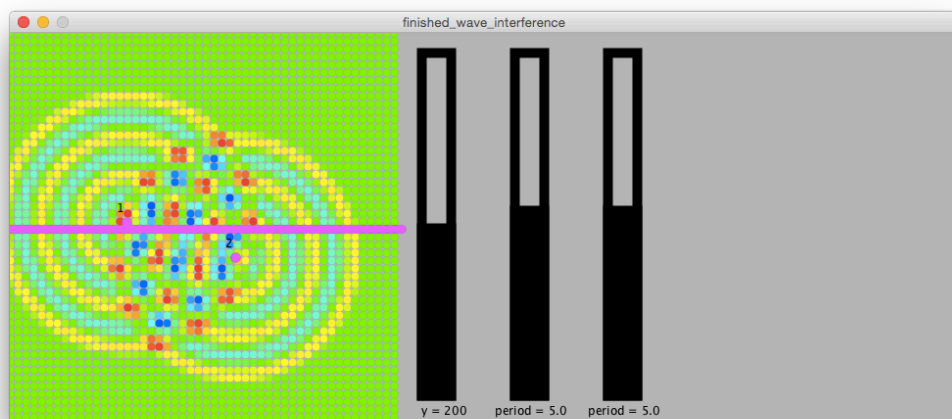 finished_wave_interference
1
2
y = 200
period = 5.0
period = 5.0